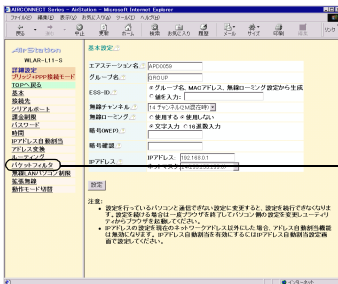 AIRCONNECT Series - AirStation - Microsoft Internet Explorer
ファイル(F) 編集(E) 表示(V) お気に入り(A) ツール(T) ヘルプ(H)
戻る 中止 更新 ホーム 検索 お気に入り 履歴 メール サイズ 印刷
AirStation
WLAR-L11-S
詳細設定
ブリッジ+PPP接続モード
TOPへ戻る
基本
接続先
シリアルポート
課金制限
パスワード
時間
IPアドレス自動割当
アドレス変換
ルーティング
パケットフィルタ
無線LANパソコン制限
拡張無線
動作モード切替
基本設定
エアステーション名 APD0059
グループ名 GROUP
ESS-ID グループ名、MACアドレス、無線ローミング設定から生成
値を入力:
無線チャンネル 14 チャンネル
無線ローミング 使用する 使用しない
暗号(WEP) 文字入力 16進数入力
暗号確認
IPアドレス IPアドレス: 192.168.0.1
設定
注意:
設定を行っているパソコンと通信できない設定に変更すると、設定を続行できなくなります。設定を続ける場合は一度ブラウザを終了してパソコン側の設定を変更しユーティリティからブラウザを起動してください。
IPアドレスの設定を現在のネットワークアドレス以外にした場合、アドレス自動割当機能は無効になります。IPアドレス自動割当を有効にするにはIPアドレス自動割当設定画面で設定してください。
インターネット